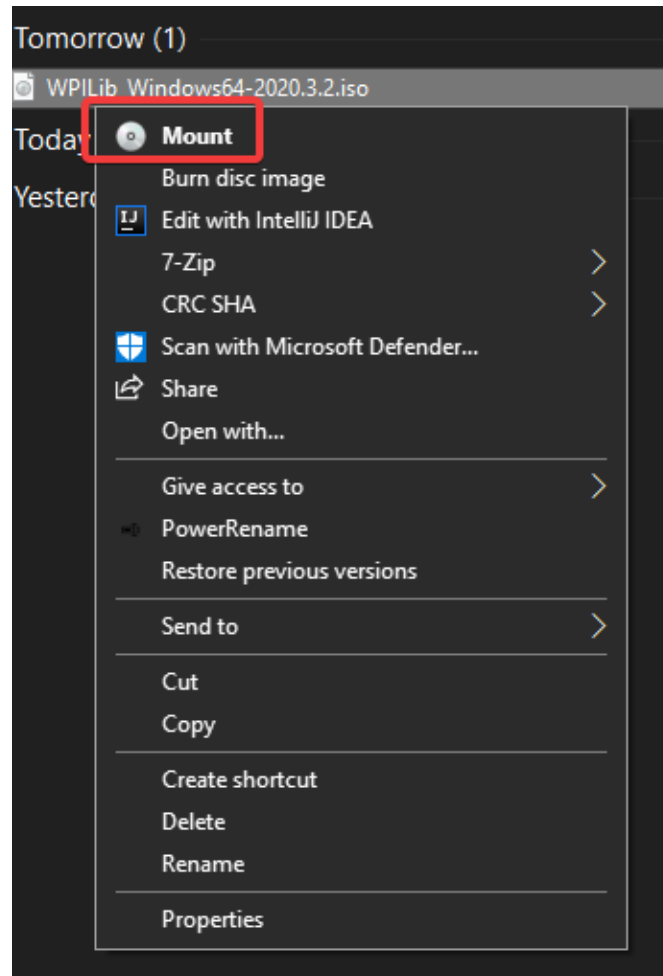 Tomorrow (1)
WPILib_Windows64-2020.3.2.iso
Today
Mount
Burn disc image
Edit with IntelliJ IDEA
7-Zip
CRC SHA
Scan with Microsoft Defender...
Share
Open with...
Give access to
PowerRename
Restore previous versions
Send to
Cut
Copy
Create shortcut
Delete
Rename
Properties